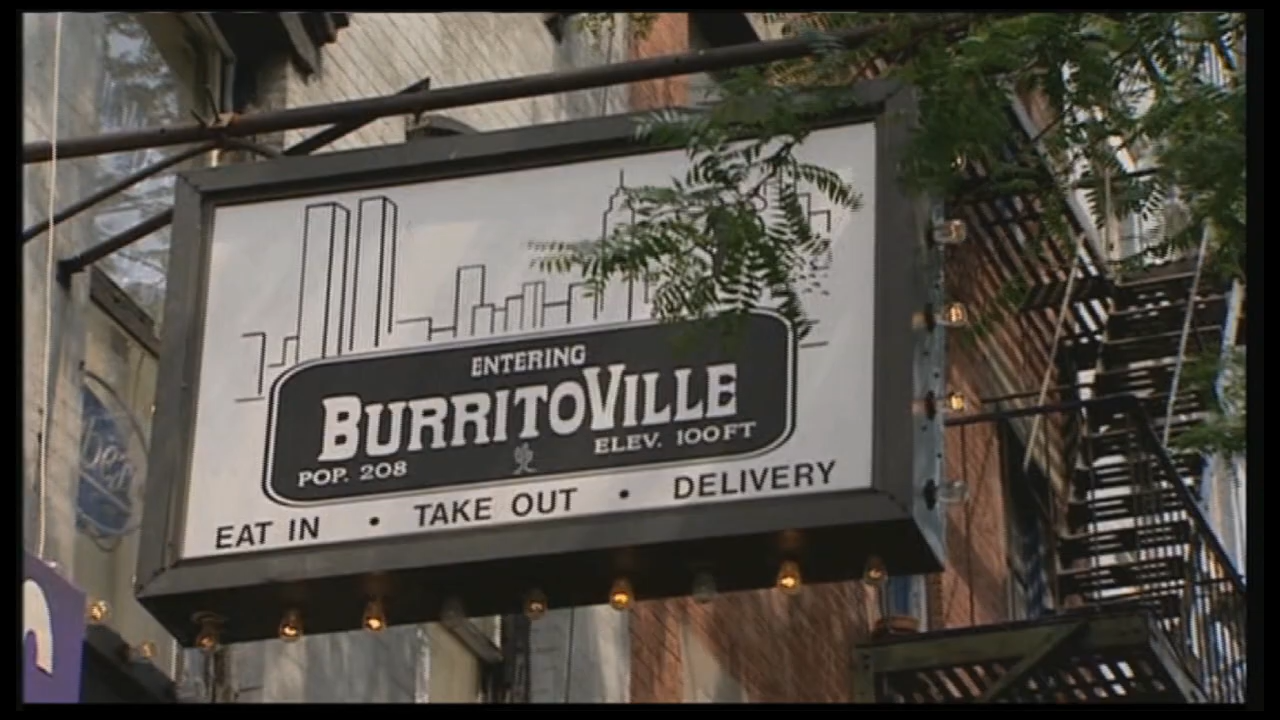 ENTERING
BURRITOVILLE
POP. 208
ELEV. 100FT
EAT IN • TAKE OUT • DELIVERY